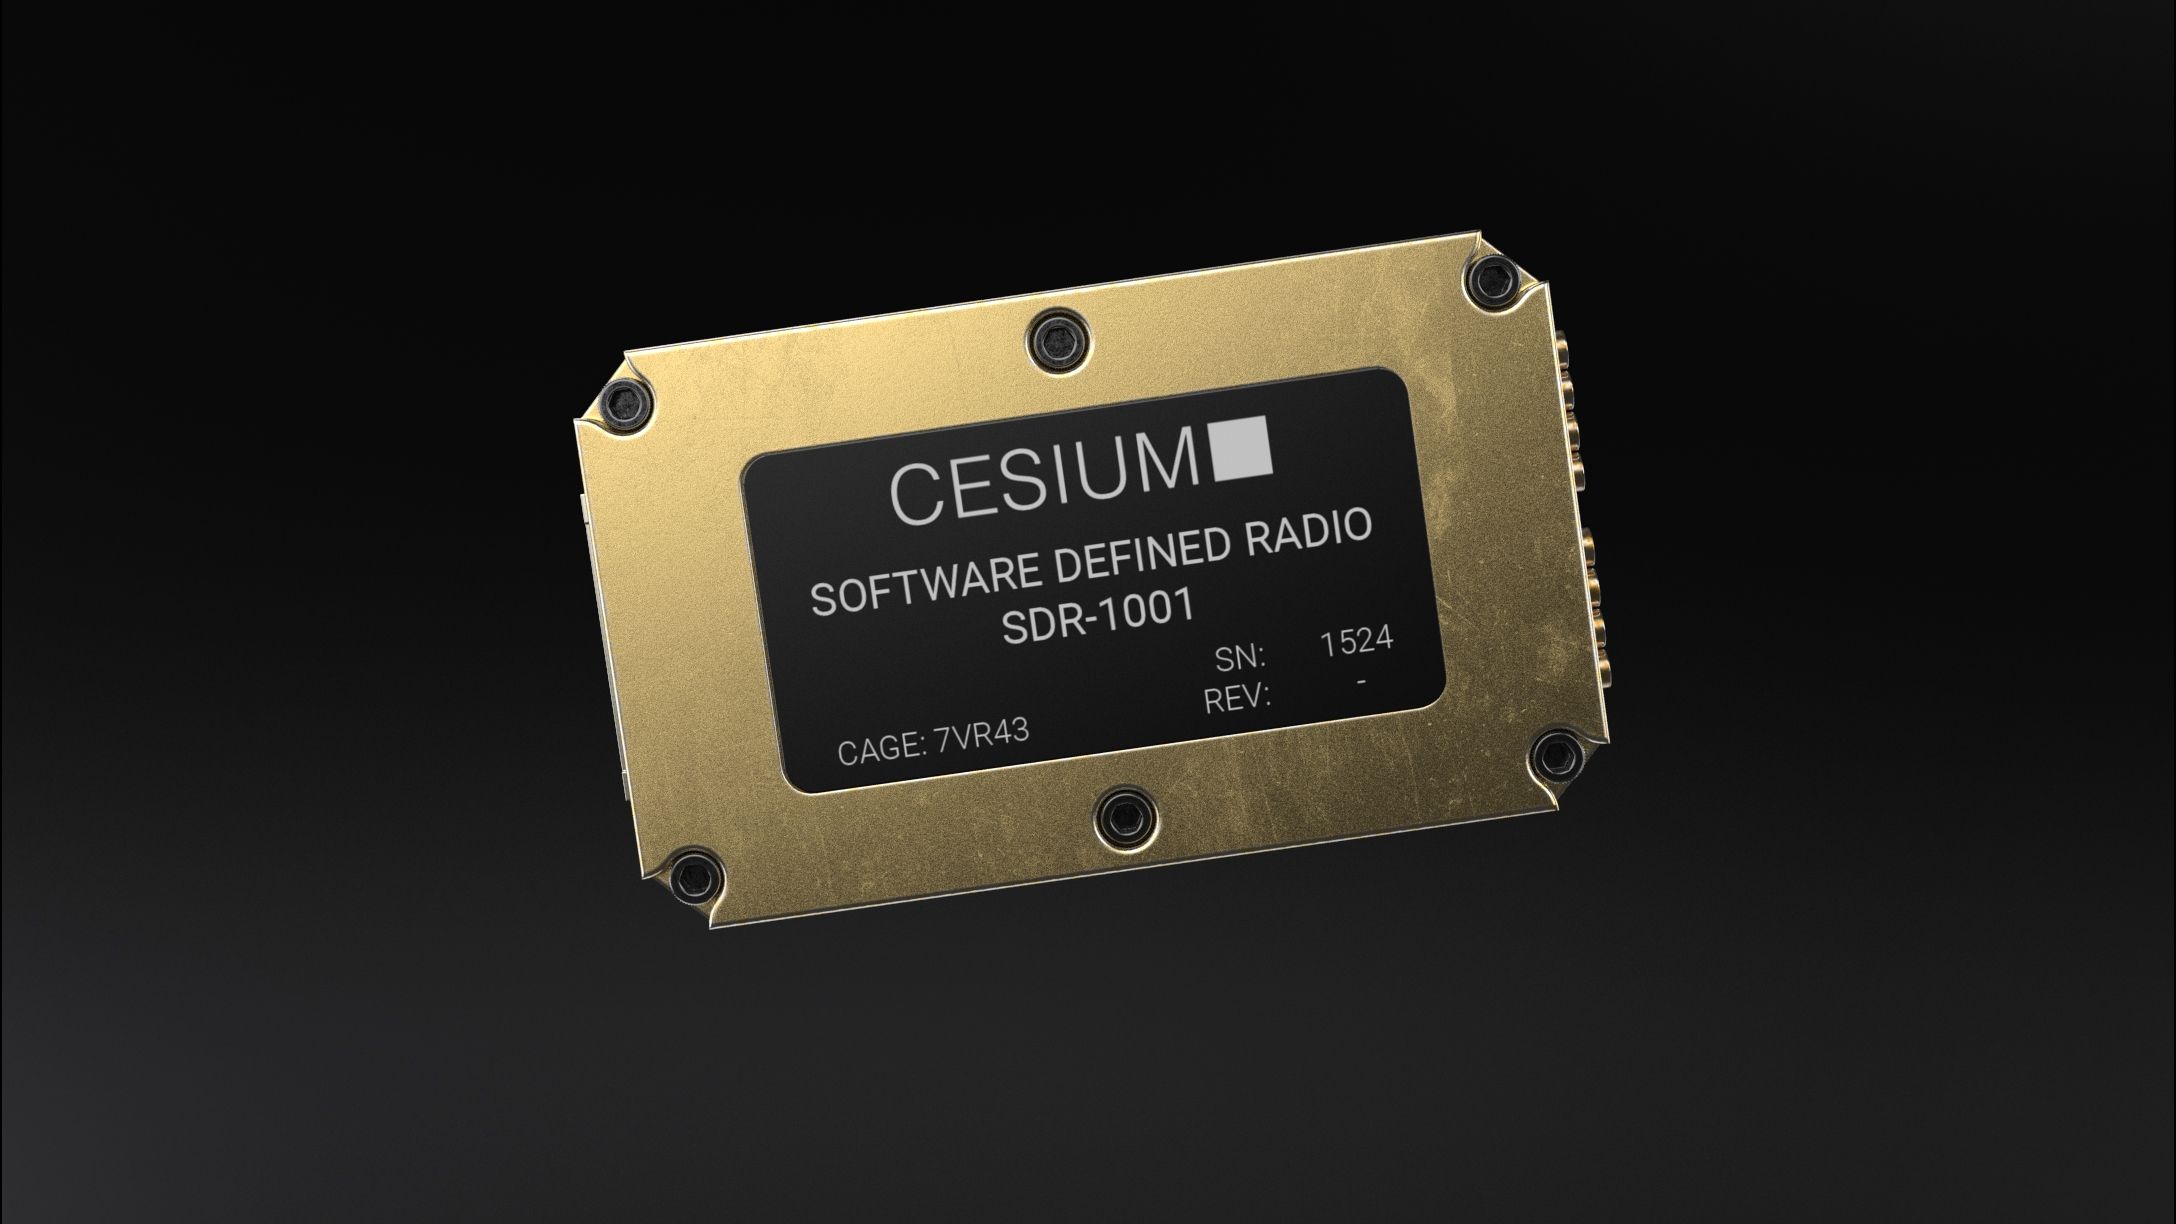 CESIUM
SOFTWARE DEFINED RADIO
SDR-1001
SN: 1524
REV: -
CAGE: 7VR43